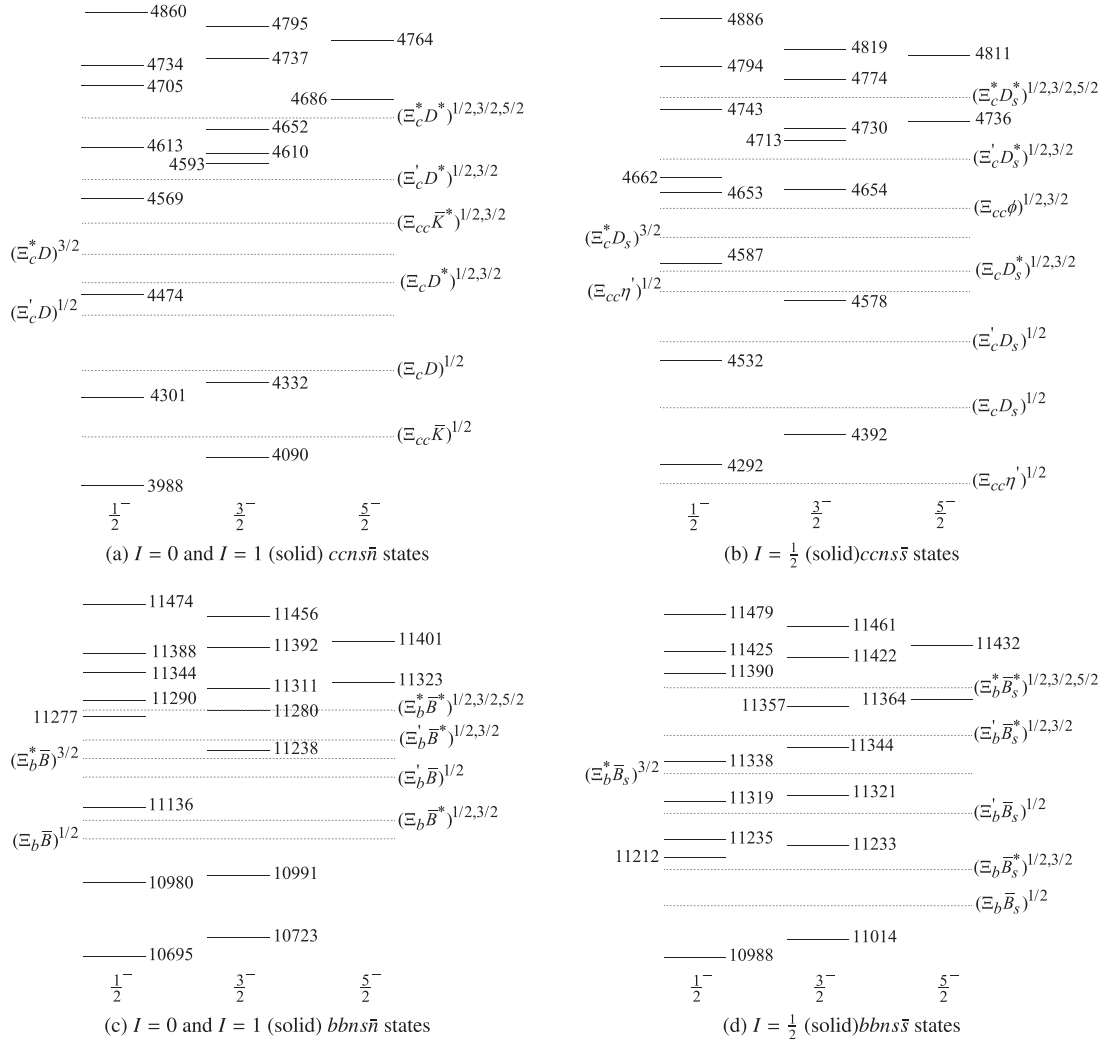 4860
4795
4764
4734
4737
4705
4686
(Ξ*cD*)^1/2,3/2,5/2
4652
4613
4610
4593
(Ξ'cD*)^1/2,3/2
4569
(ΞccK̄*)^1/2,3/2
(Ξ*cD)^3/2
(ΞcD*)^1/2,3/2
4474
(Ξ'cD)^1/2
(ΞcD)^1/2
4332
4301
(ΞccK̄)^1/2
4090
3988
1/2⁻ 3/2⁻ 5/2⁻
(a) I = 0 and I = 1 (solid) ccnsn̄ states
4886
4819
4811
4794
4774
(Ξ*cD*s)^1/2,3/2,5/2
4743
4736
4730
4713
(Ξ'cD*s)^1/2,3/2
4662
4653
4654
(Ξccϕ)^1/2,3/2
(Ξ*cDs)^3/2
4587
(ΞcD*s)^1/2,3/2
(Ξccη')^1/2
4578
(Ξ'cDs)^1/2
4532
(ΞcDs)^1/2
4392
4292
(Ξccη')^1/2
1/2⁻ 3/2⁻ 5/2⁻
(b) I = 1/2 (solid)ccnss̄ states
11474
11456
11401
11388
11392
11344
11323
11311
11290
(Ξ*bB̄*)^1/2,3/2,5/2
11277
11280
(Ξ'bB̄*)^1/2,3/2
11238
(Ξ*bB̄)^3/2
(Ξ'bB̄)^1/2
11136
(ΞbB̄*)^1/2,3/2
(ΞbB̄)^1/2
10980
10991
10723
10695
1/2⁻ 3/2⁻ 5/2⁻
(c) I = 0 and I = 1 (solid) bbnsn̄ states
11479
11461
11432
11425
11422
11390
(Ξ*bB̄*s)^1/2,3/2,5/2
11364
11357
(Ξ'bB̄*s)^1/2,3/2
11344
11338
(Ξ*bB̄s)^3/2
11319
11321
(Ξ'bB̄s)^1/2
11235
11233
11212
(ΞbB̄*s)^1/2,3/2
(ΞbB̄s)^1/2
11014
10988
1/2⁻ 3/2⁻ 5/2⁻
(d) I = 1/2 (solid)bbnss̄ states